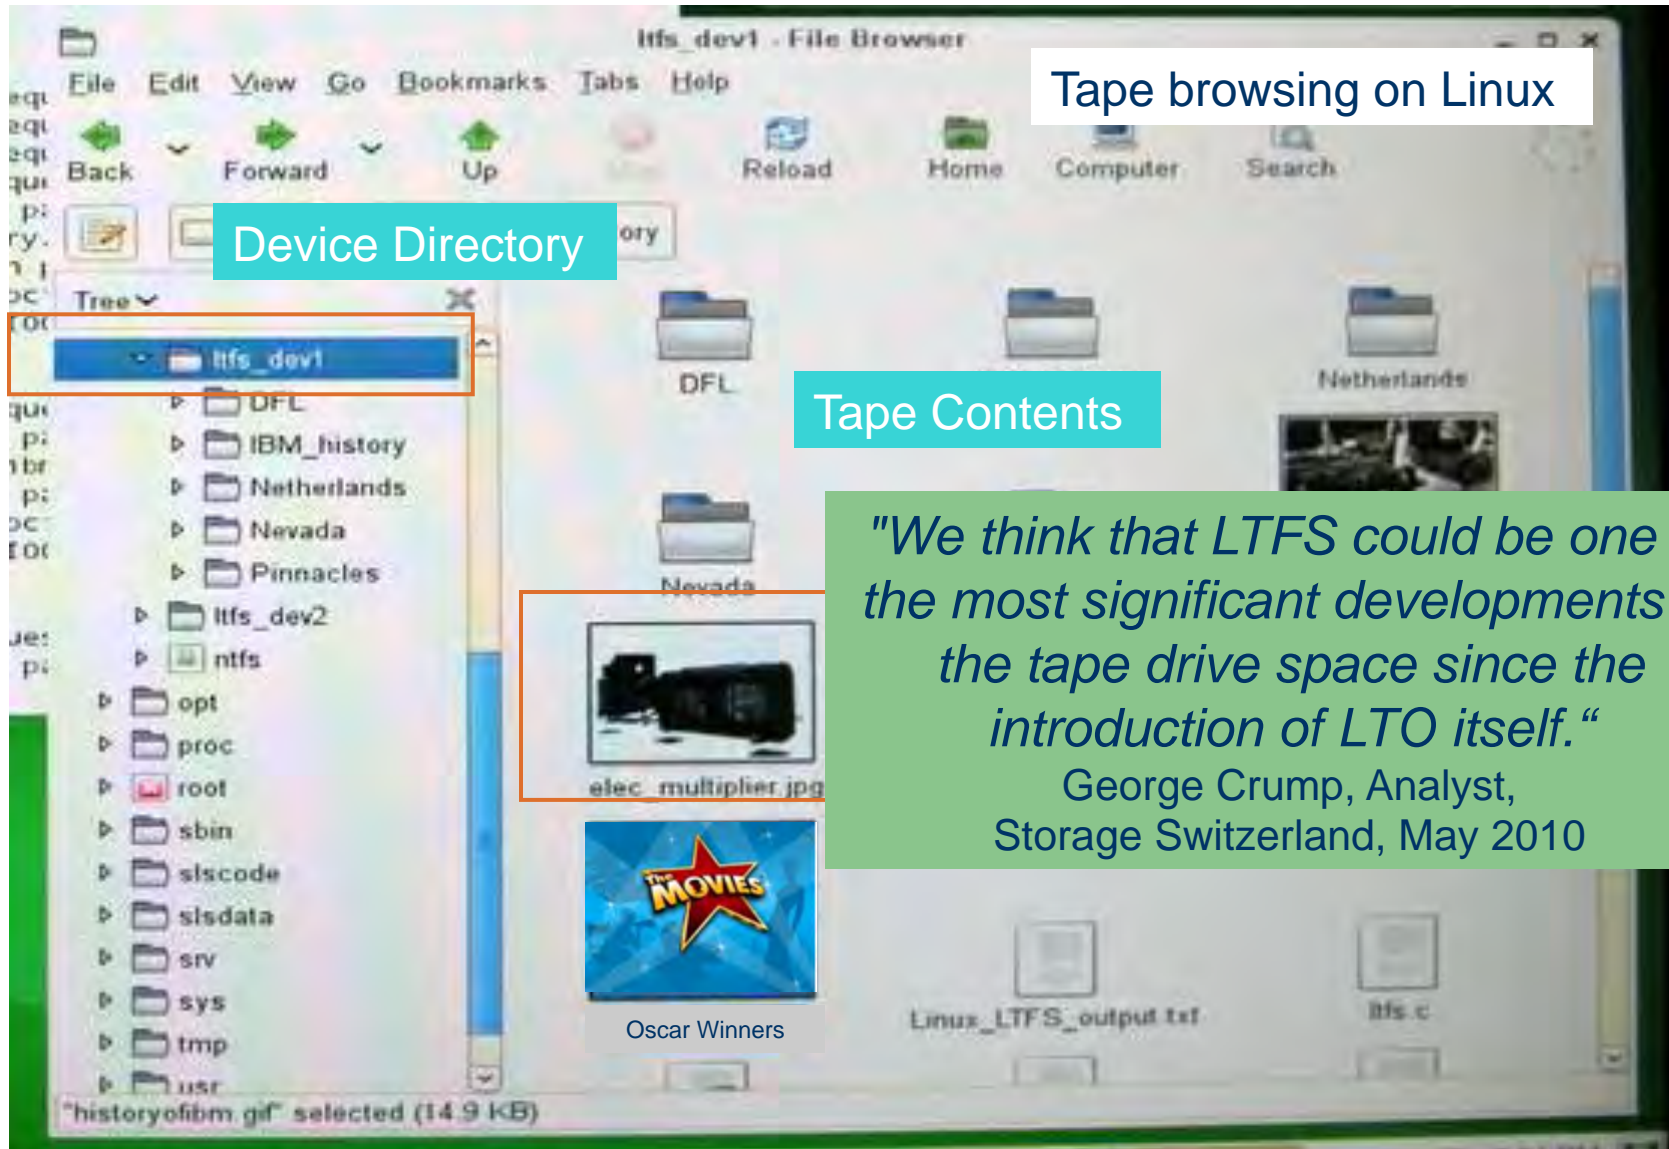 ltfs_dev1 - File Browser
Tape browsing on Linux
File Edit View Go Bookmarks Tabs Help
Back Forward Up Reload Home Computer Search
Device Directory
ory
Tree
ltfs_dev1
DFL
IBM_history
Netherlands
Nevada
Pinnacles
ltfs_dev2
ntfs
opt
proc
root
sbin
slscode
slsdata
srv
sys
tmp
usr
DFL
Netherlands
Tape Contents
Nevada
elec_multiplier.jpg
"We think that LTFS could be one
the most significant developments
the tape drive space since the
introduction of LTO itself.“
George Crump, Analyst,
Storage Switzerland, May 2010
The MOVIES
Oscar Winners
Linux_LTFS_output.txt
ltfs.c
"historyofibm.gif" selected (14.9 KB)